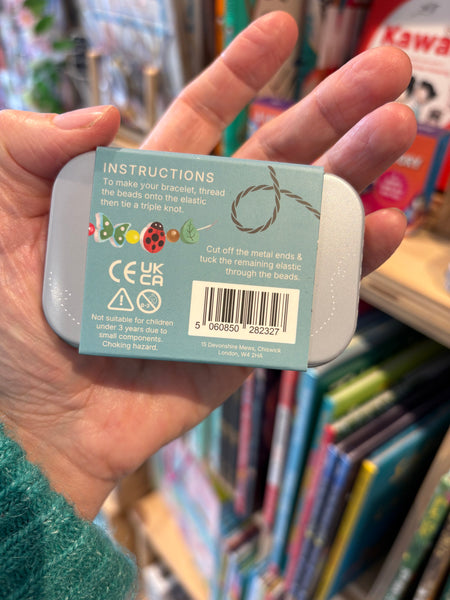 INSTRUCTIONS
To make your bracelet, thread
the beads onto the elastic
then tie a triple knot.
Cut off the metal ends &
tuck the remaining elastic
through the beads.
CE UK
CA
0-3
Not suitable for children
under 3 years due to
small components.
Choking hazard.
5 060850 282327
15 Devonshire Mews, Chiswick
London, W4 2HA
Kawa